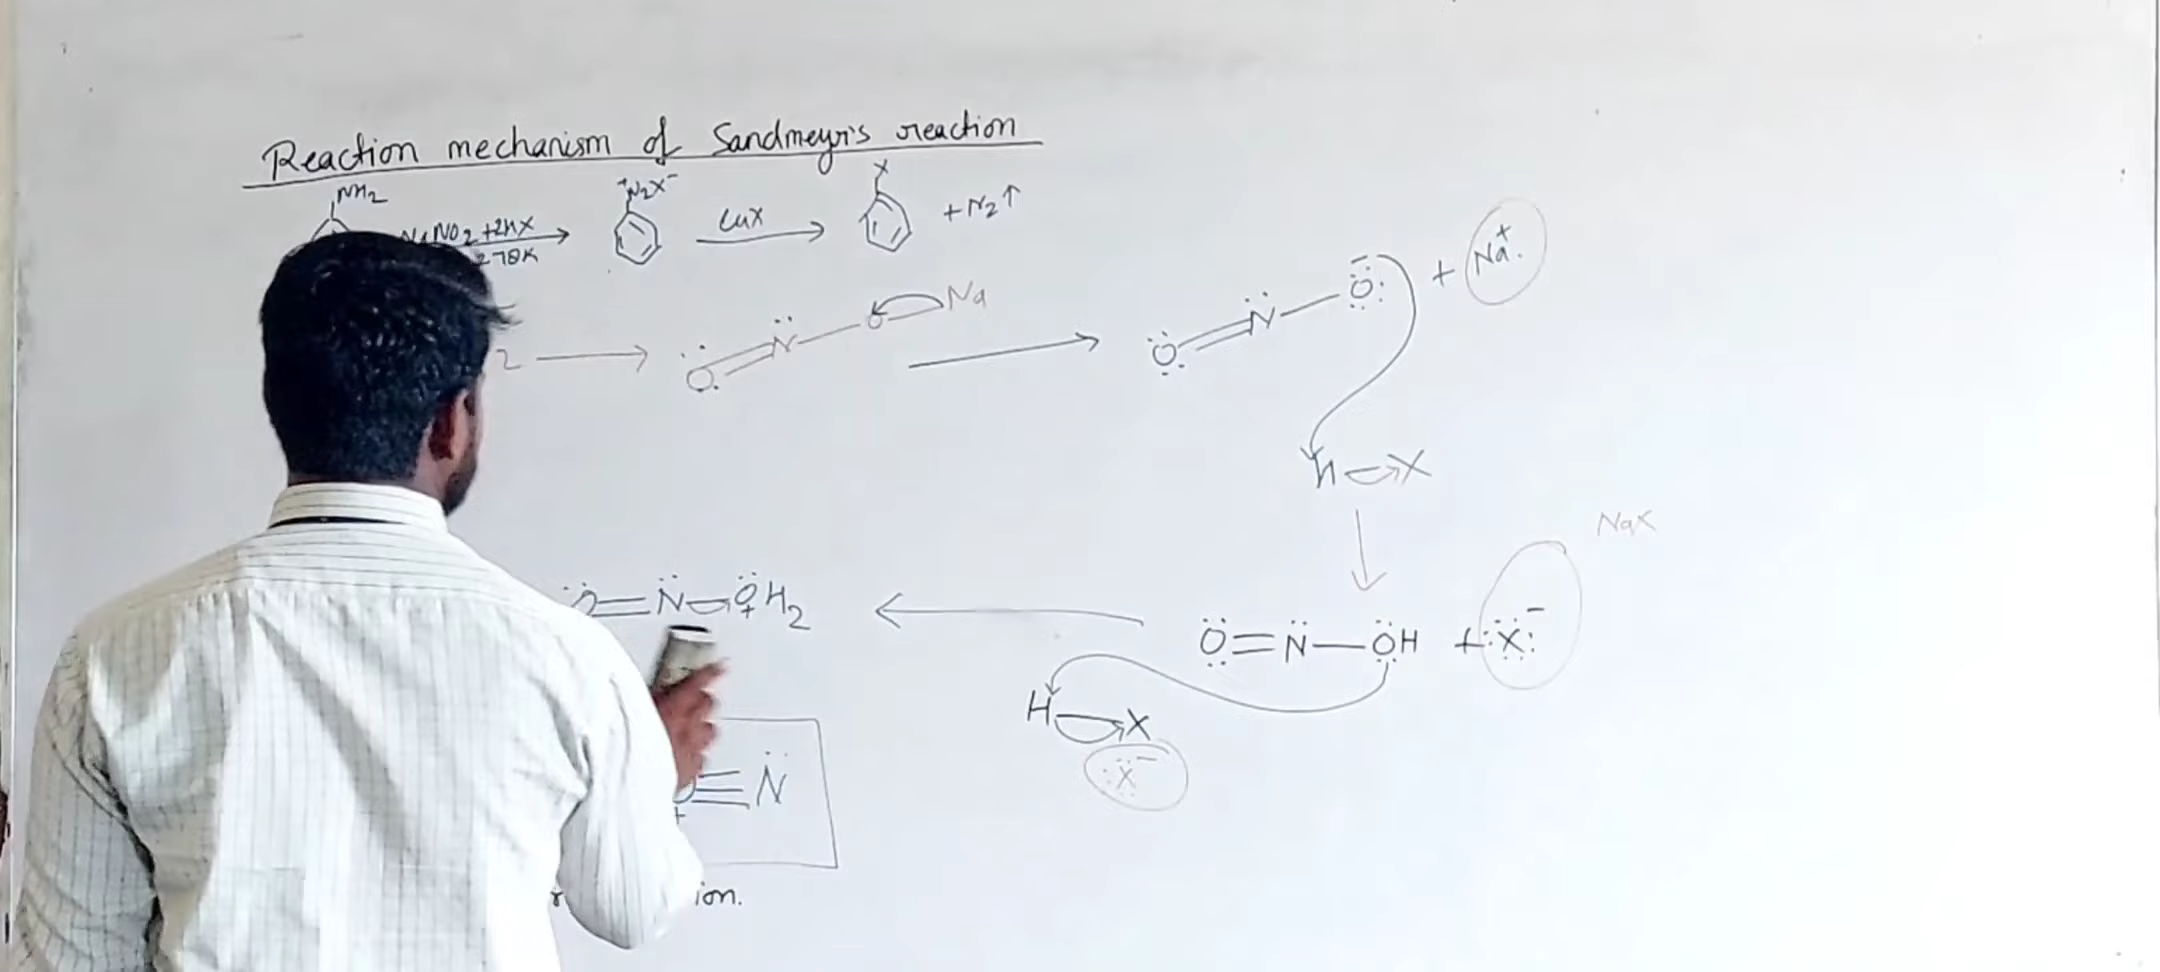 Reaction mechanism of Sandmeyr's reaction
NH2 +N2X- X
NaNO2 +2HX CuX + N2↑
278K
2 O=N-O Na O=N-O- + Na+
H X
NaX
O=N OH2 O=N-OH + :X:-
+
H X
:X-
≡N
+
ion.